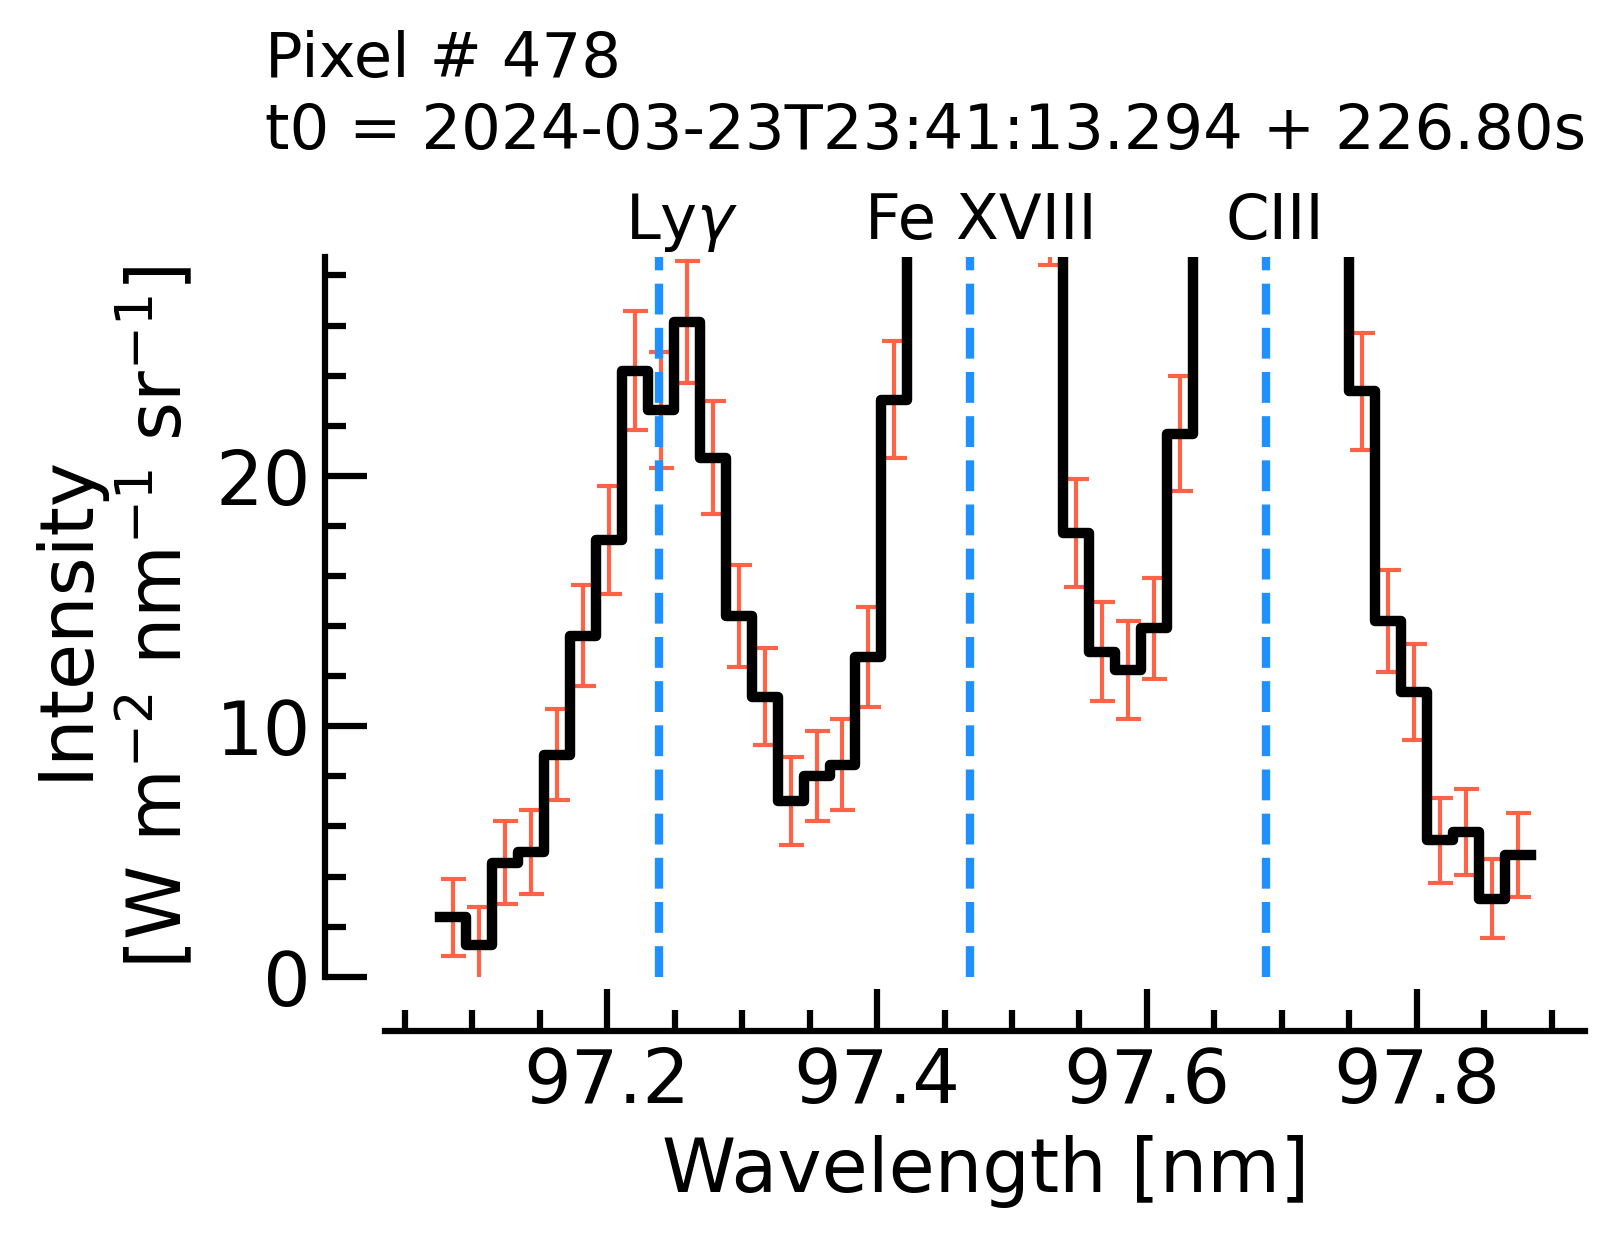 Pixel # 478
t0 = 2024-03-23T23:41:13.294 + 226.80s
Lyγ Fe XVIII CIII
Intensity
[W m⁻² nm⁻¹ sr⁻¹]
20
10
0
97.2 97.4 97.6 97.8
Wavelength [nm]